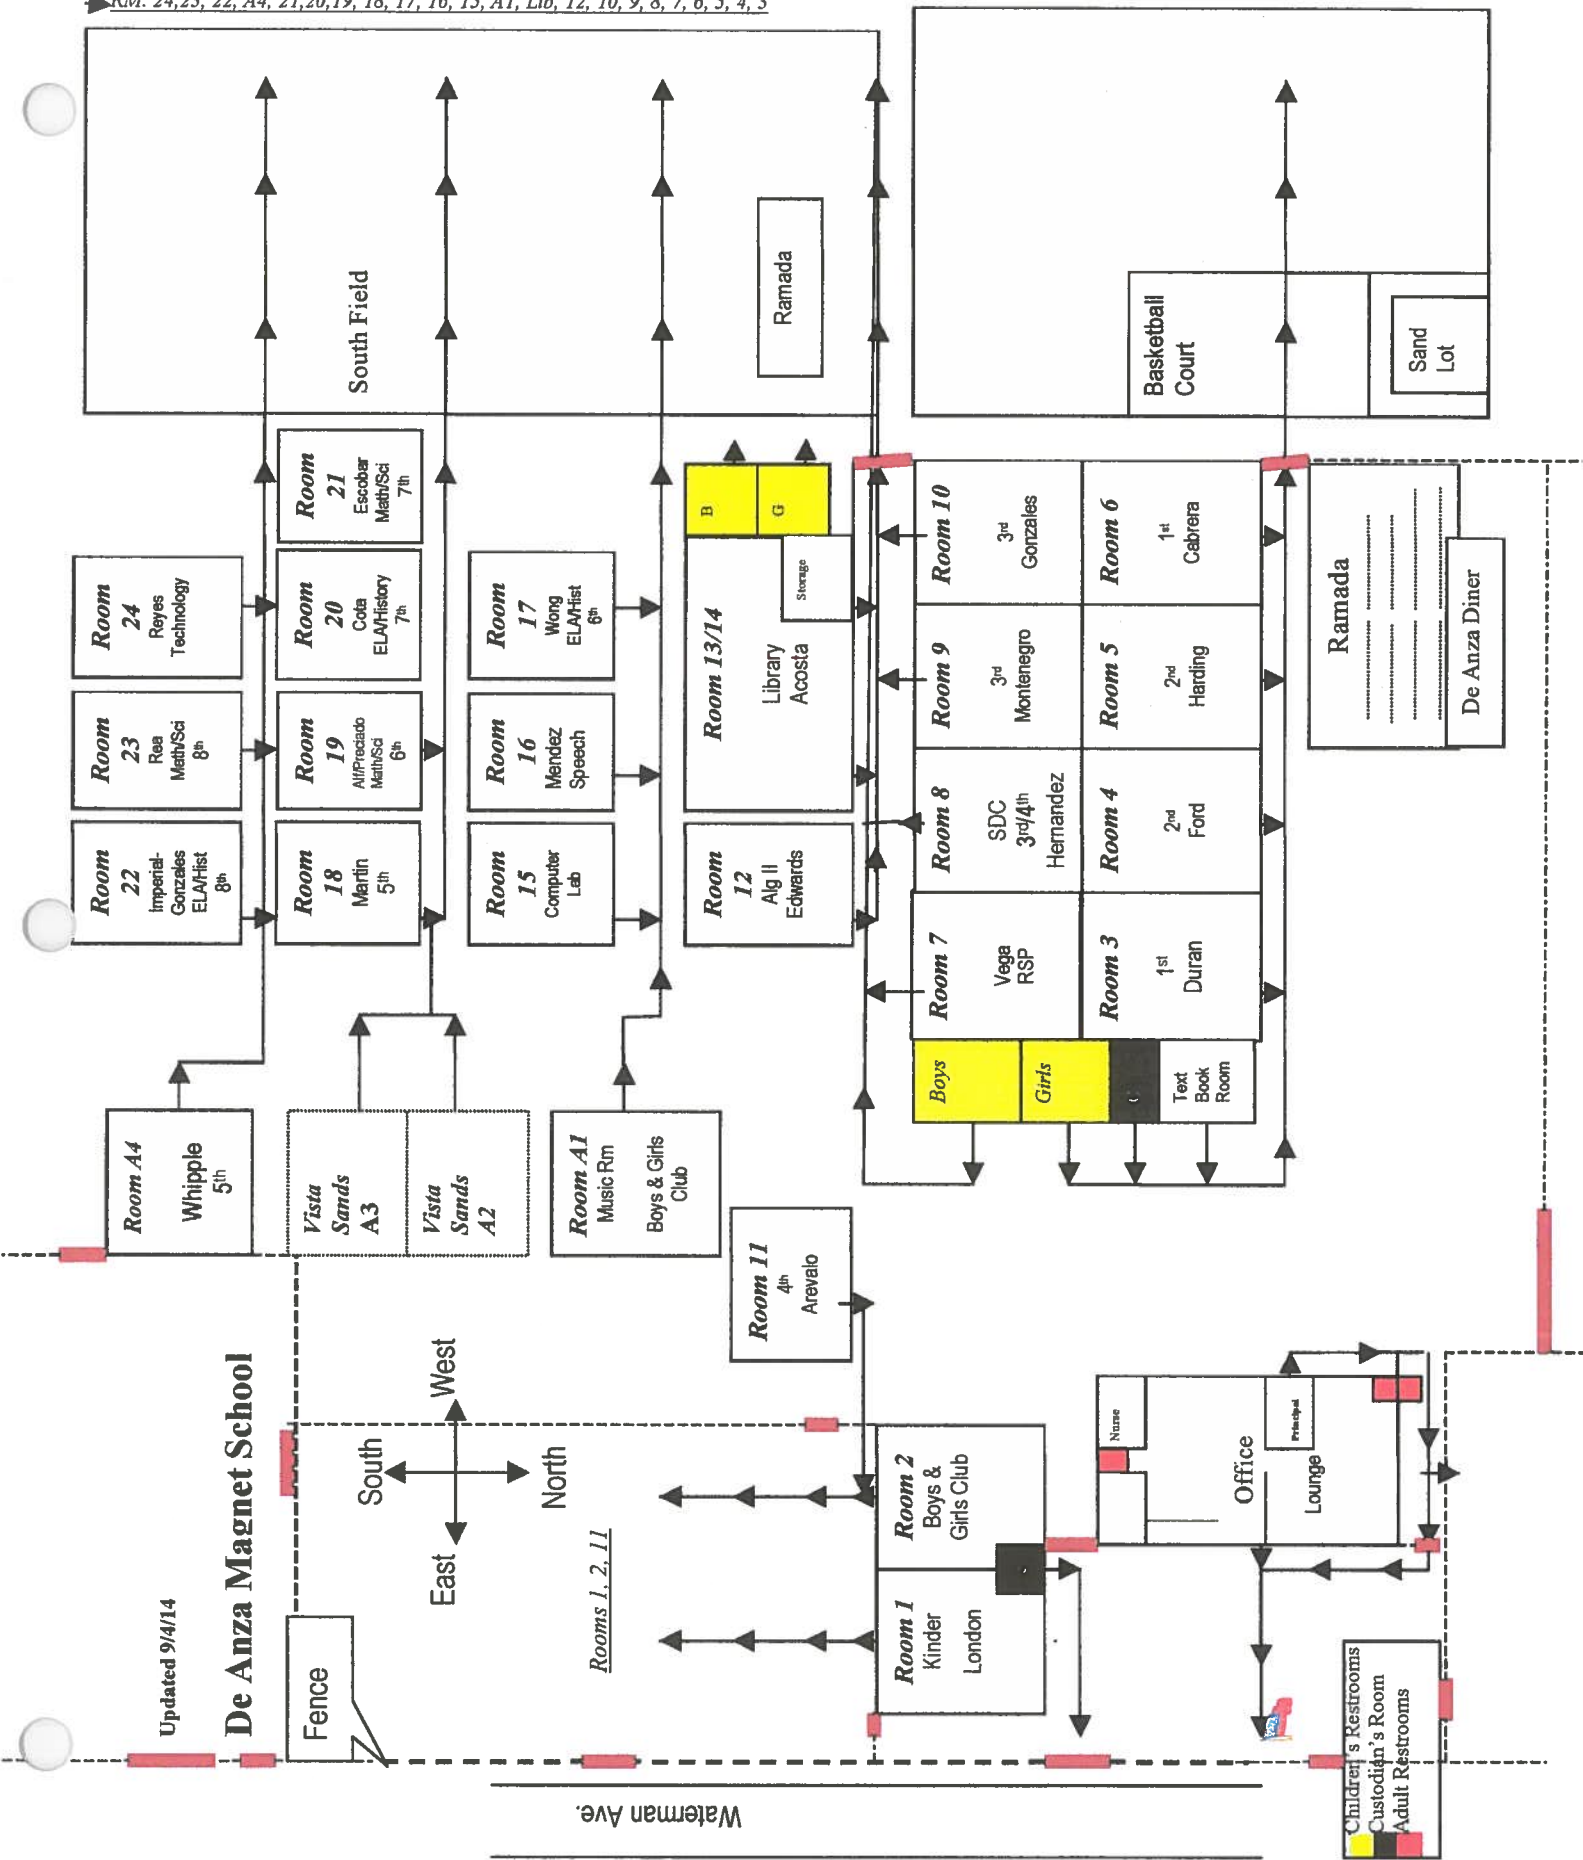 RM: 24,23, 22, A4, 21,20,19, 18, 17, 16, 15, A1, Lib, 12, 10, 9, 8, 7, 6, 5, 4, 3
Updated 9/4/14
De Anza Magnet School
Fence
South
East
West
North
Waterman Ave.
Rooms 1, 2, 11
Room A4
Whipple
5th
Vista
Sands
A3
Vista
Sands
A2
Room A1
Music Rm
Boys & Girls
Club
Room 11
4th
Arevalo
Room
22
Imperial-
Gonzales
ELA/Hist
8th
Room
23
Rea
Math/Sci
8th
Room
24
Reyes
Technology
Room
18
Martin
5th
Room
19
Alf/Preciado
Math/Sci
6th
Room
20
Cota
ELA/History
7th
Room
21
Escobar
Math/Sci
7th
Room
15
Computer
Lab
Room
16
Mendez
Speech
Room
17
Wong
ELA/Hist
6th
Room
12
Alg II
Edwards
Room 13/14
Library
Acosta
Storage
B
G
South Field
Ramada
Boys
Girls
Text
Book
Room
Room 7
Vega
RSP
Room 8
SDC
3rd/4th
Hernandez
Room 9
3rd
Montenegro
Room 10
3rd
Gonzales
Room 3
1st
Duran
Room 4
2nd
Ford
Room 5
2nd
Harding
Room 6
1st
Cabrera
Basketball
Court
Sand
Lot
Ramada
De Anza Diner
Room 1
Kinder
London
Room 2
Boys &
Girls Club
Nurse
Office
Principal
Lounge
Children's Restrooms
Custodian's Room
Adult Restrooms